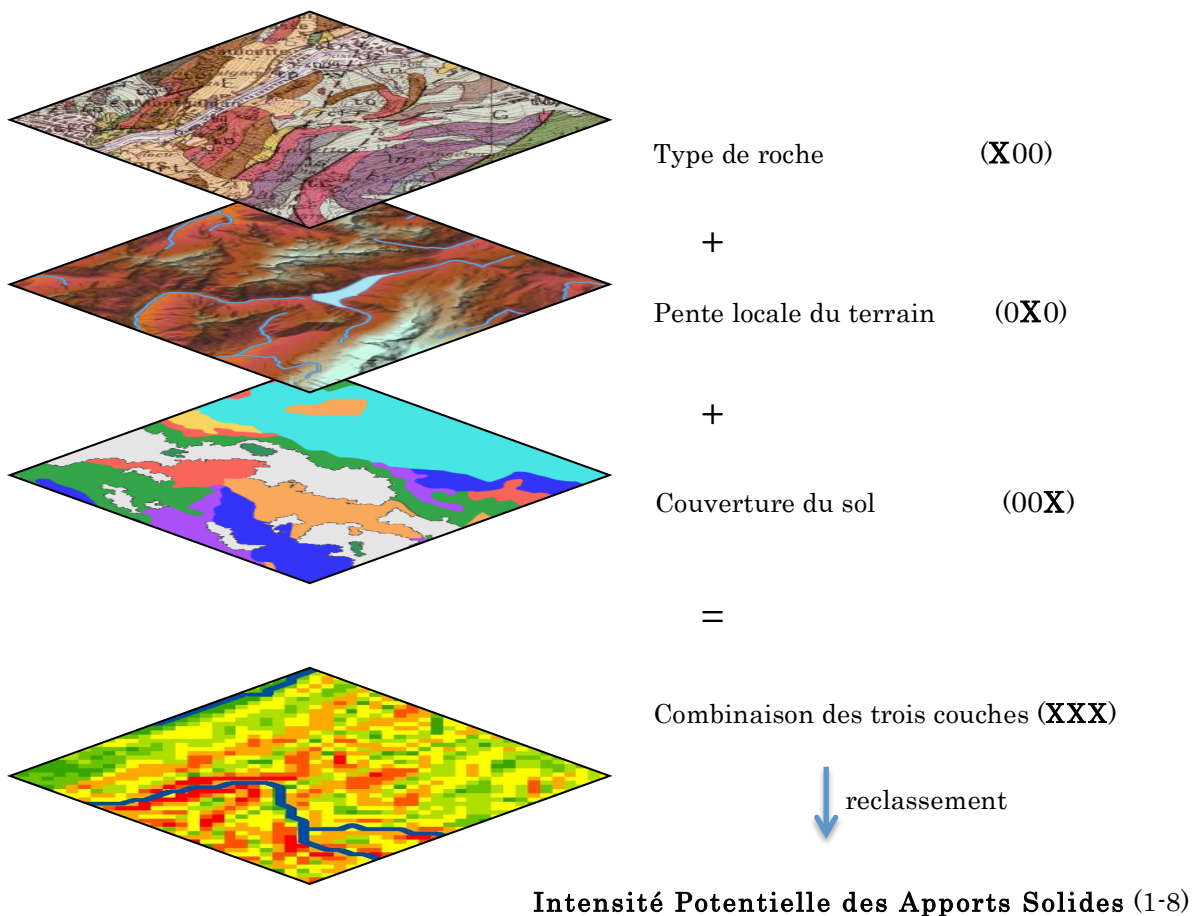 Type de roche (X00)
+
Pente locale du terrain (0X0)
+
Couverture du sol (00X)
=
Combinaison des trois couches (XXX)
reclassement
Intensité Potentielle des Apports Solides (1-8)